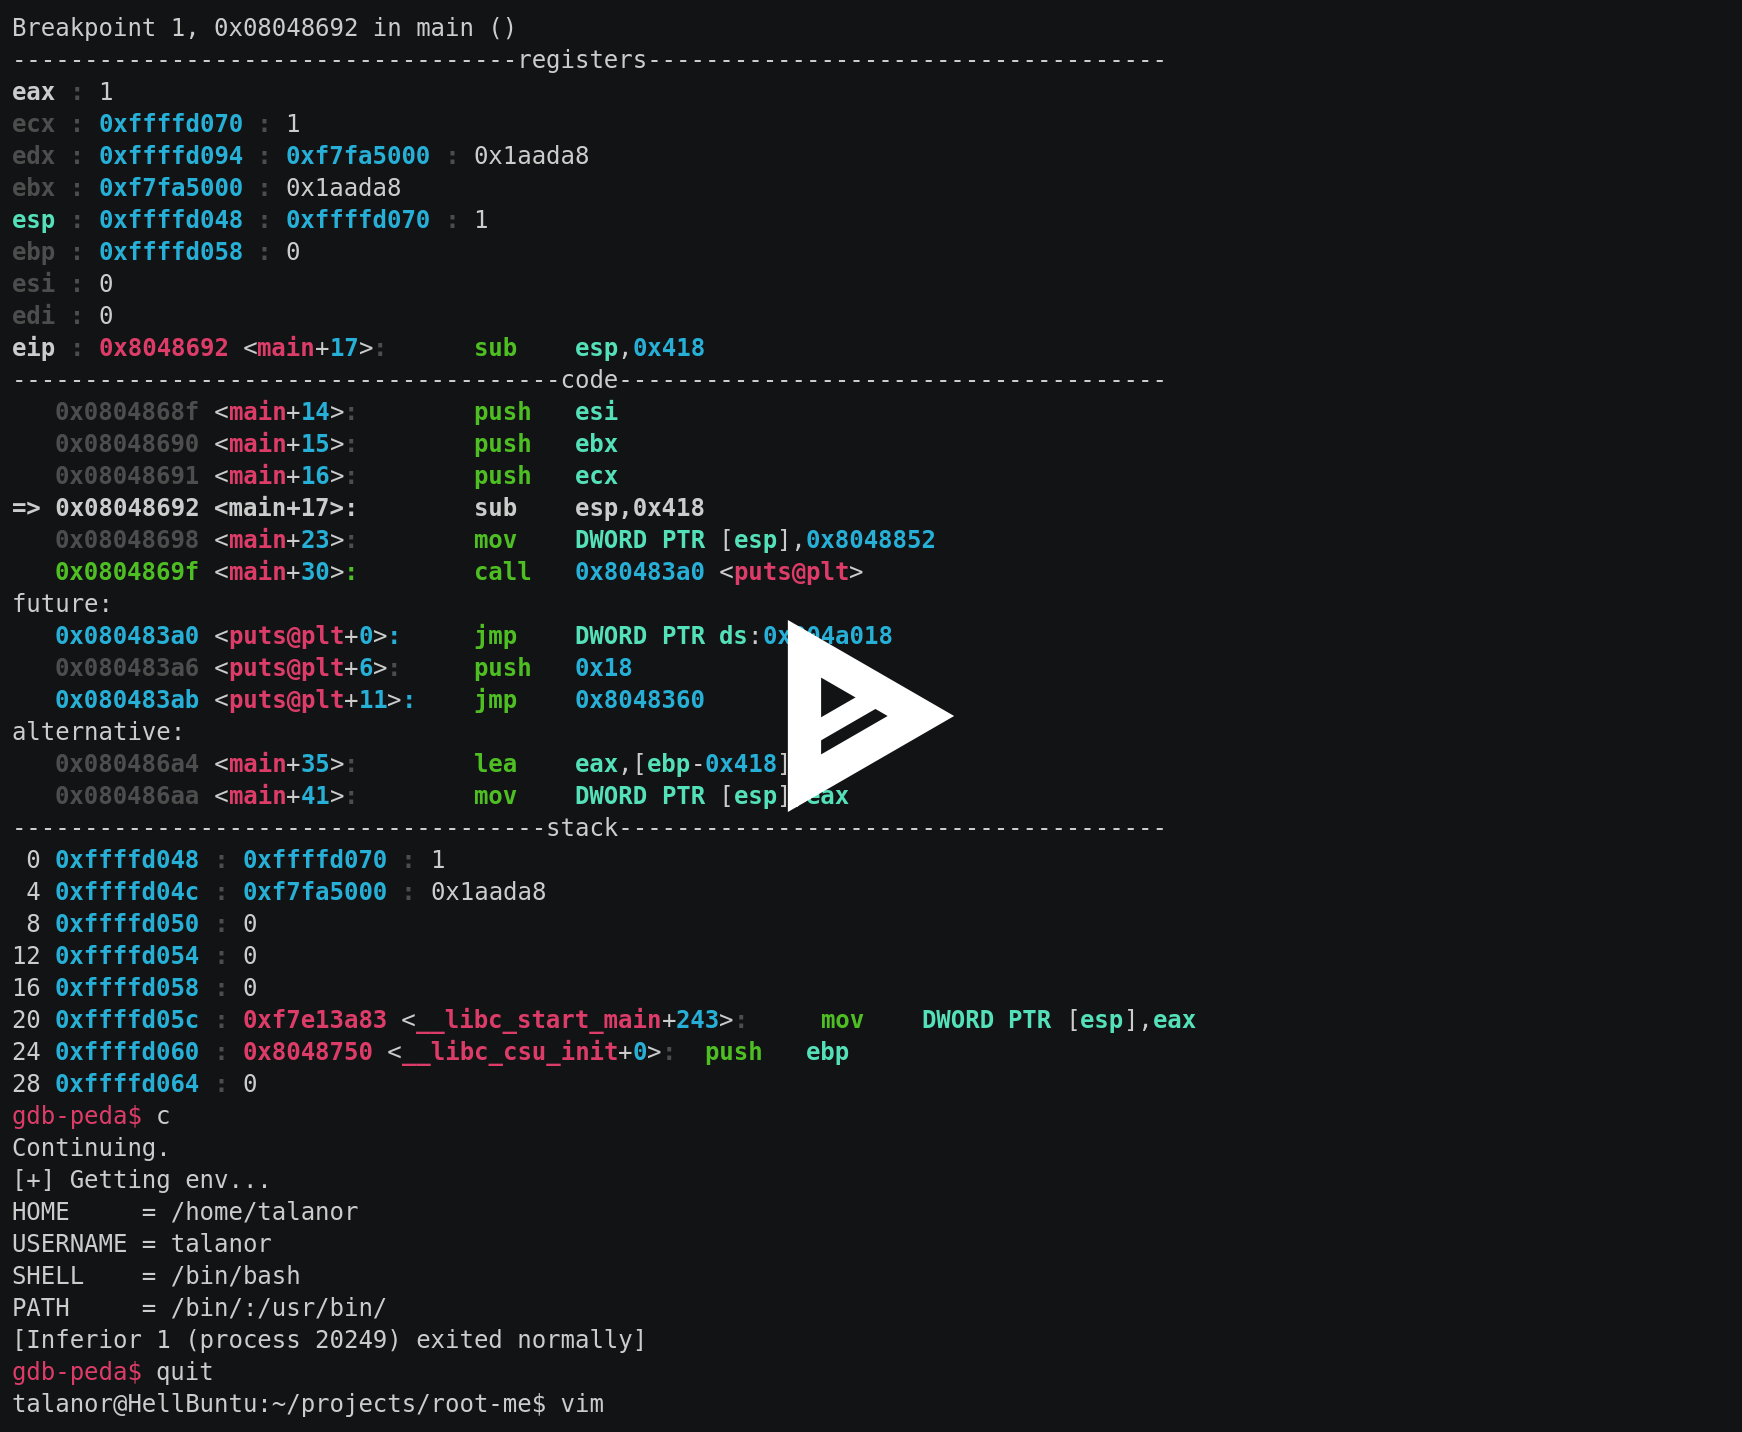 Breakpoint 1, 0x08048692 in main ()
-----------------------------------registers------------------------------------
eax : 1
ecx : 0xffffd070 : 1
edx : 0xffffd094 : 0xf7fa5000 : 0x1aada8
ebx : 0xf7fa5000 : 0x1aada8
esp : 0xffffd048 : 0xffffd070 : 1
ebp : 0xffffd058 : 0
esi : 0
edi : 0
eip : 0x8048692 <main+17>:      sub    esp,0x418
--------------------------------------code--------------------------------------
   0x0804868f <main+14>:        push   esi
   0x08048690 <main+15>:        push   ebx
   0x08048691 <main+16>:        push   ecx
=> 0x08048692 <main+17>:        sub    esp,0x418
   0x08048698 <main+23>:        mov    DWORD PTR [esp],0x8048852
   0x0804869f <main+30>:        call   0x80483a0 <puts@plt>
future:
   0x080483a0 <puts@plt+0>:     jmp    DWORD PTR ds:
   0x080483a6 <puts@plt+6>:     push   0x18
   0x080483ab <puts@plt+11>:    jmp    0x8048360
alternative:
   0x080486a4 <main+35>:        lea    eax,[ebp-0x418]
   0x080486aa <main+41>:        mov    DWORD PTR [esp],eax
-------------------------------------stack--------------------------------------
 0 0xffffd048 : 0xffffd070 : 1
 4 0xffffd04c : 0xf7fa5000 : 0x1aada8
 8 0xffffd050 : 0
12 0xffffd054 : 0
16 0xffffd058 : 0
20 0xffffd05c : 0xf7e13a83 <__libc_start_main+243>:     mov    DWORD PTR [esp],eax
24 0xffffd060 : 0x8048750 <__libc_csu_init+0>:  push   ebp
28 0xffffd064 : 0
gdb-peda$ c
Continuing.
[+] Getting env...
HOME     = /home/talanor
USERNAME = talanor
SHELL    = /bin/bash
PATH     = /bin/:/usr/bin/
[Inferior 1 (process 20249) exited normally]
gdb-peda$ quit
talanor@HellBuntu:~/projects/root-me$ vim